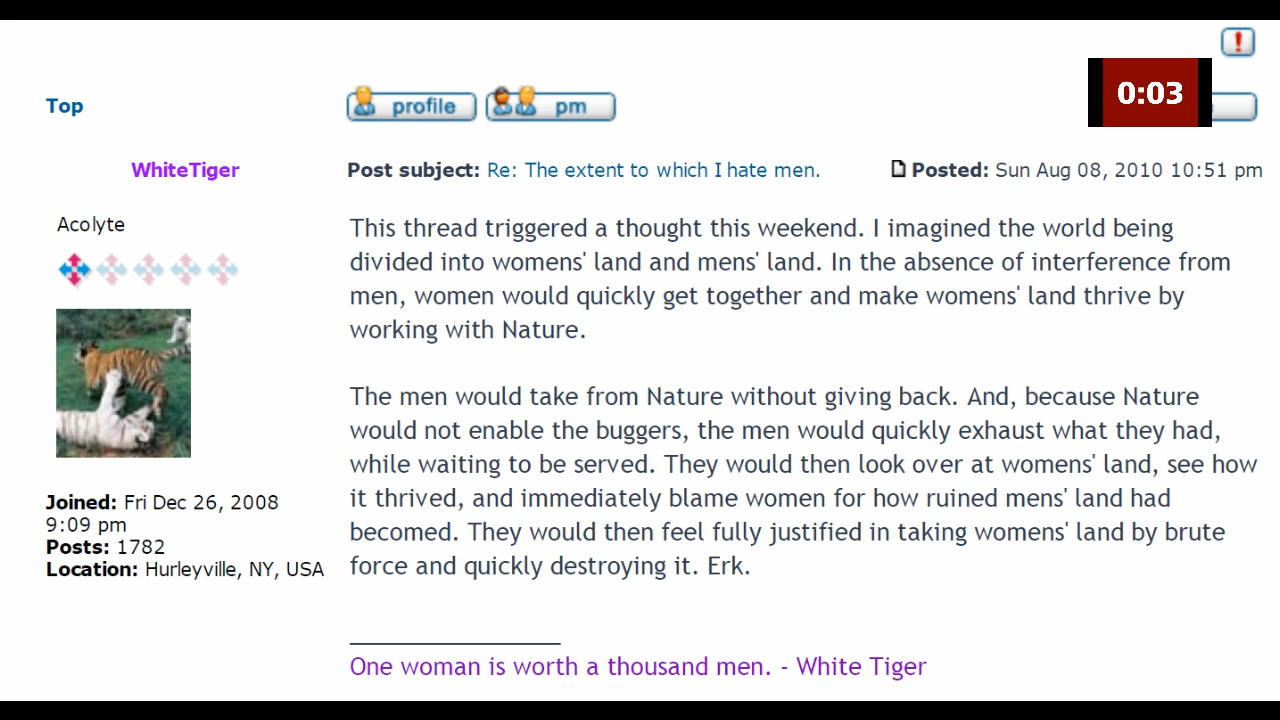 0:03
Top
profile
pm
WhiteTiger
Post subject: Re: The extent to which I hate men.
Posted: Sun Aug 08, 2010 10:51 pm
Acolyte
This thread triggered a thought this weekend. I imagined the world being
divided into womens' land and mens' land. In the absence of interference from
men, women would quickly get together and make womens' land thrive by
working with Nature.
The men would take from Nature without giving back. And, because Nature
would not enable the buggers, the men would quickly exhaust what they had,
while waiting to be served. They would then look over at womens' land, see how
it thrived, and immediately blame women for how ruined mens' land had
becomed. They would then feel fully justified in taking womens' land by brute
force and quickly destroying it. Erk.
Joined: Fri Dec 26, 2008
9:09 pm
Posts: 1782
Location: Hurleyville, NY, USA
One woman is worth a thousand men. - White Tiger